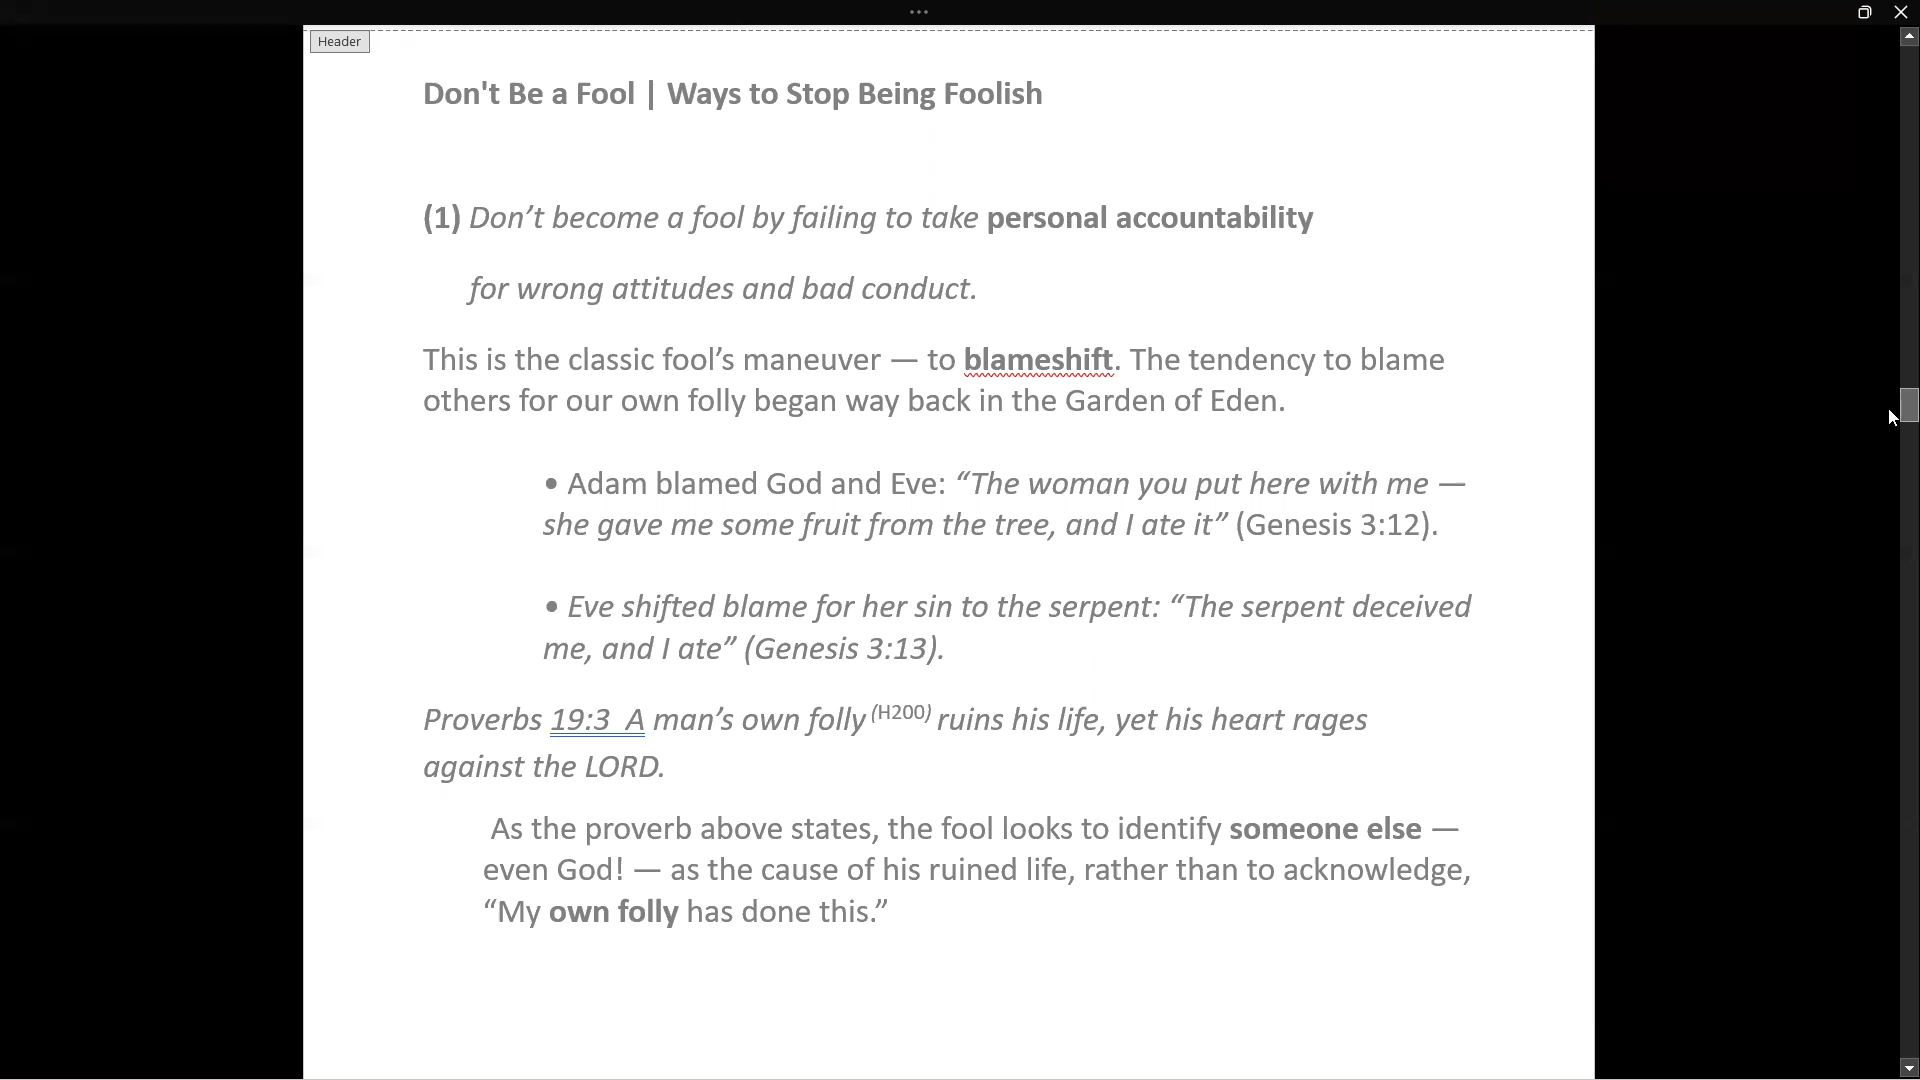 Header
Don't Be a Fool | Ways to Stop Being Foolish
(1) Don’t become a fool by failing to take personal accountability
for wrong attitudes and bad conduct.
This is the classic fool’s maneuver — to blameshift. The tendency to blame
others for our own folly began way back in the Garden of Eden.
• Adam blamed God and Eve: “The woman you put here with me —
she gave me some fruit from the tree, and I ate it” (Genesis 3:12).
• Eve shifted blame for her sin to the serpent: “The serpent deceived
me, and I ate” (Genesis 3:13).
Proverbs 19:3  A man’s own folly (H200) ruins his life, yet his heart rages
against the LORD.
As the proverb above states, the fool looks to identify someone else —
even God! — as the cause of his ruined life, rather than to acknowledge,
“My own folly has done this.”